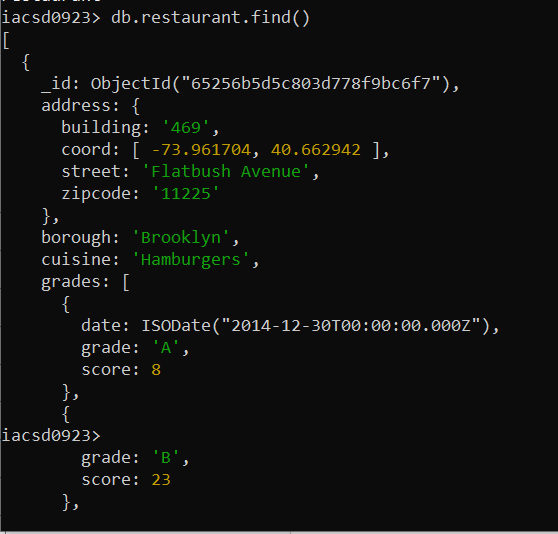 restaurant
iacsd0923> db.restaurant.find()
[
  {
    _id: ObjectId("65256b5d5c803d778f9bc6f7"),
    address: {
      building: '469',
      coord: [ -73.961704, 40.662942 ],
      street: 'Flatbush Avenue',
      zipcode: '11225'
    },
    borough: 'Brooklyn',
    cuisine: 'Hamburgers',
    grades: [
      {
        date: ISODate("2014-12-30T00:00:00.000Z"),
        grade: 'A',
        score: 8
      },
      {
iacsd0923>
        grade: 'B',
        score: 23
      },